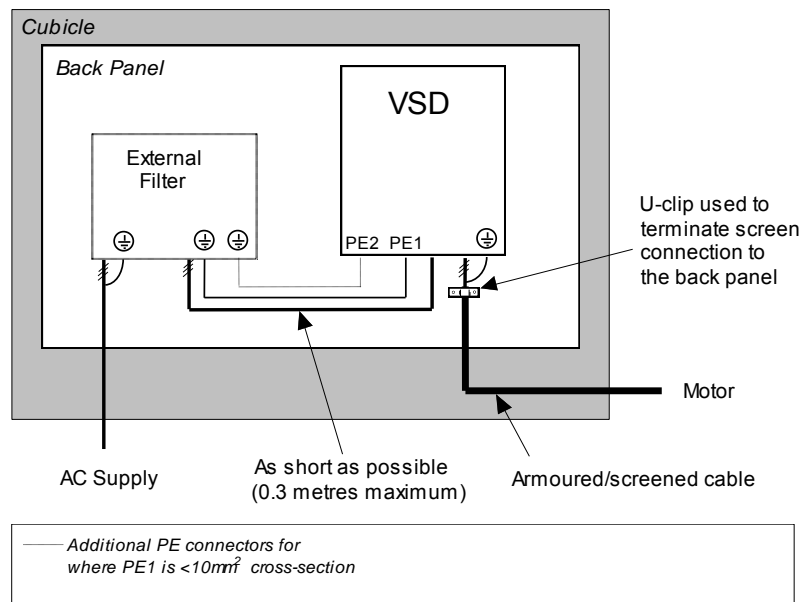 Cubicle
Back Panel
VSD
External
Filter
PE2 PE1
U-clip used to
terminate screen
connection to
the back panel
Motor
AC Supply
As short as possible
(0.3 metres maximum)
Armoured/screened cable
Additional PE connectors for
where PE1 is <10mm² cross-section